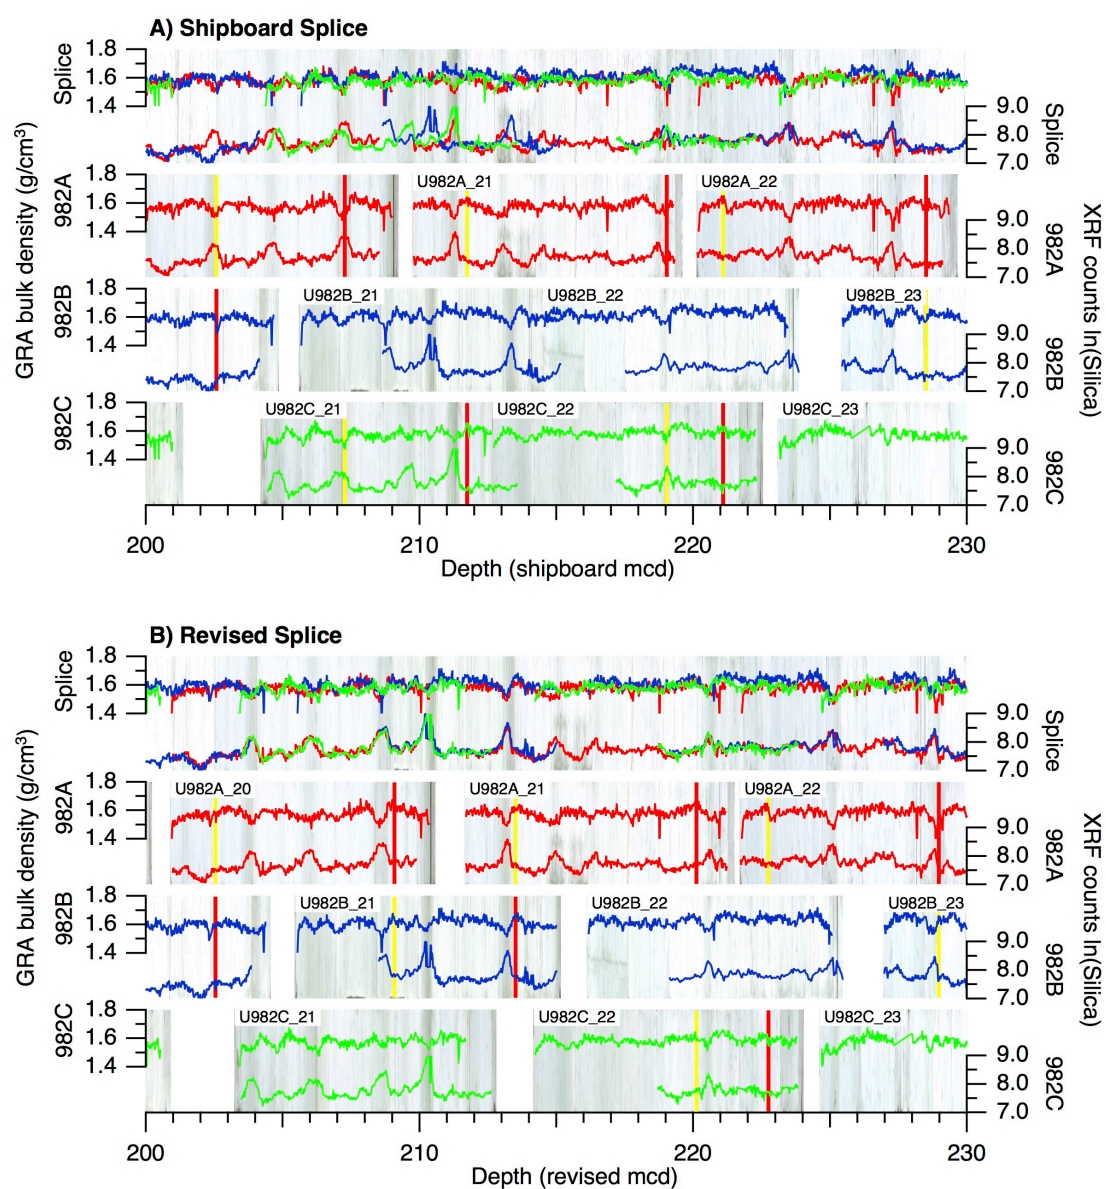 A) Shipboard Splice
GRA bulk density (g/cm³)
XRF counts ln(Silica)
Splice
1.8
1.6
1.4
9.0
8.0
7.0
Splice
982A
1.8
1.6
1.4
U982A_21
U982A_22
9.0
8.0
7.0
982A
982B
1.8
1.6
1.4
U982B_21
U982B_22
U982B_23
9.0
8.0
7.0
982B
982C
1.8
1.6
1.4
U982C_21
U982C_22
U982C_23
9.0
8.0
7.0
982C
200 210 220 230
Depth (shipboard mcd)
B) Revised Splice
GRA bulk density (g/cm³)
XRF counts ln(Silica)
Splice
1.8
1.6
1.4
9.0
8.0
7.0
Splice
982A
1.8
1.6
1.4
U982A_20
U982A_21
U982A_22
9.0
8.0
7.0
982A
982B
1.8
1.6
1.4
U982B_21
U982B_22
U982B_23
9.0
8.0
7.0
982B
982C
1.8
1.6
1.4
U982C_21
U982C_22
U982C_23
9.0
8.0
7.0
982C
200 210 220 230
Depth (revised mcd)